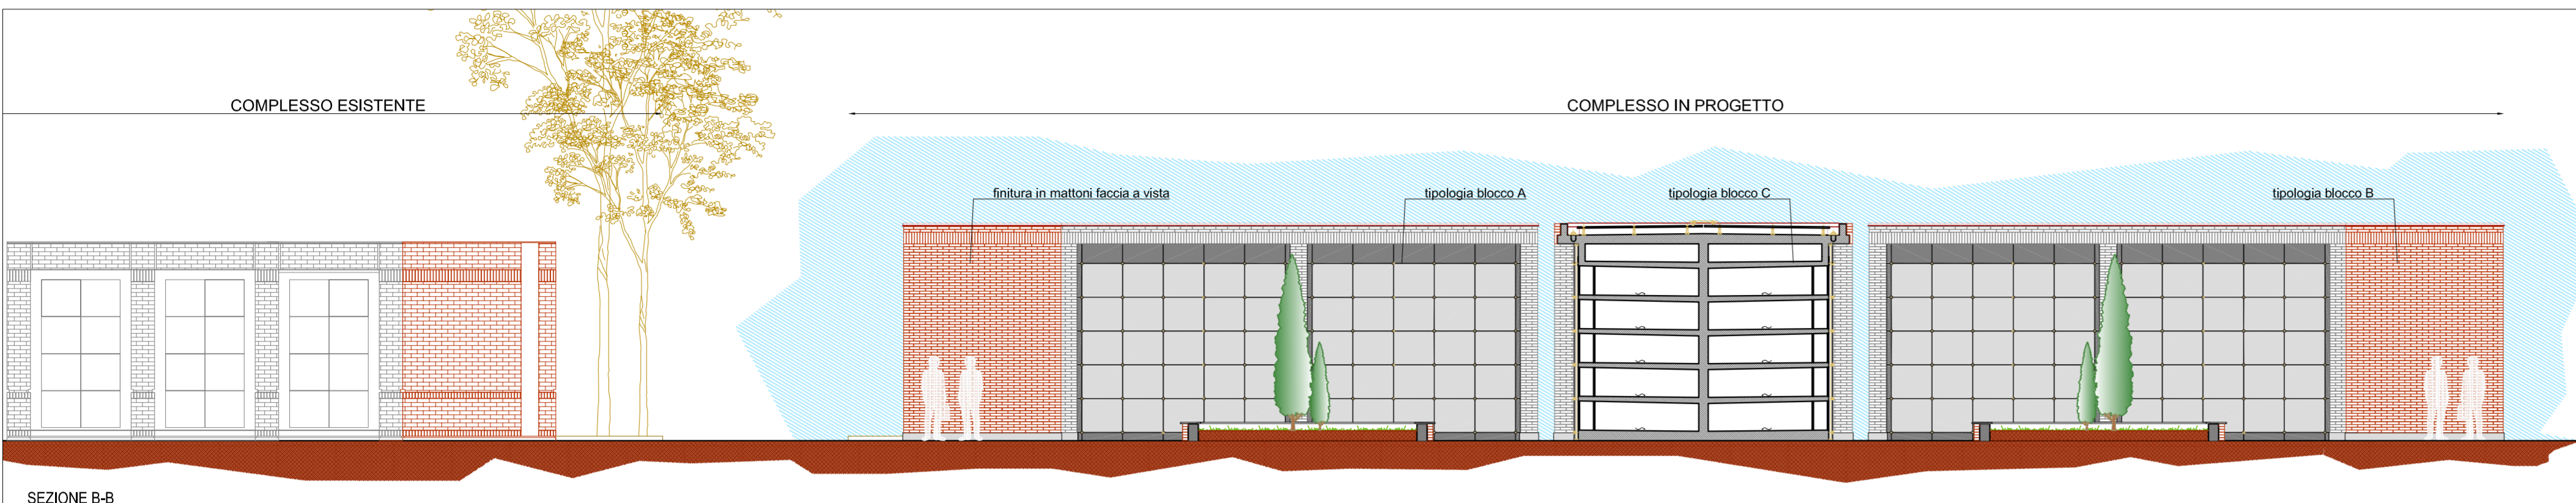 COMPLESSO ESISTENTE
COMPLESSO IN PROGETTO
finitura in mattoni faccia a vista
tipologia blocco A
tipologia blocco C
tipologia blocco B
SEZIONE B-B